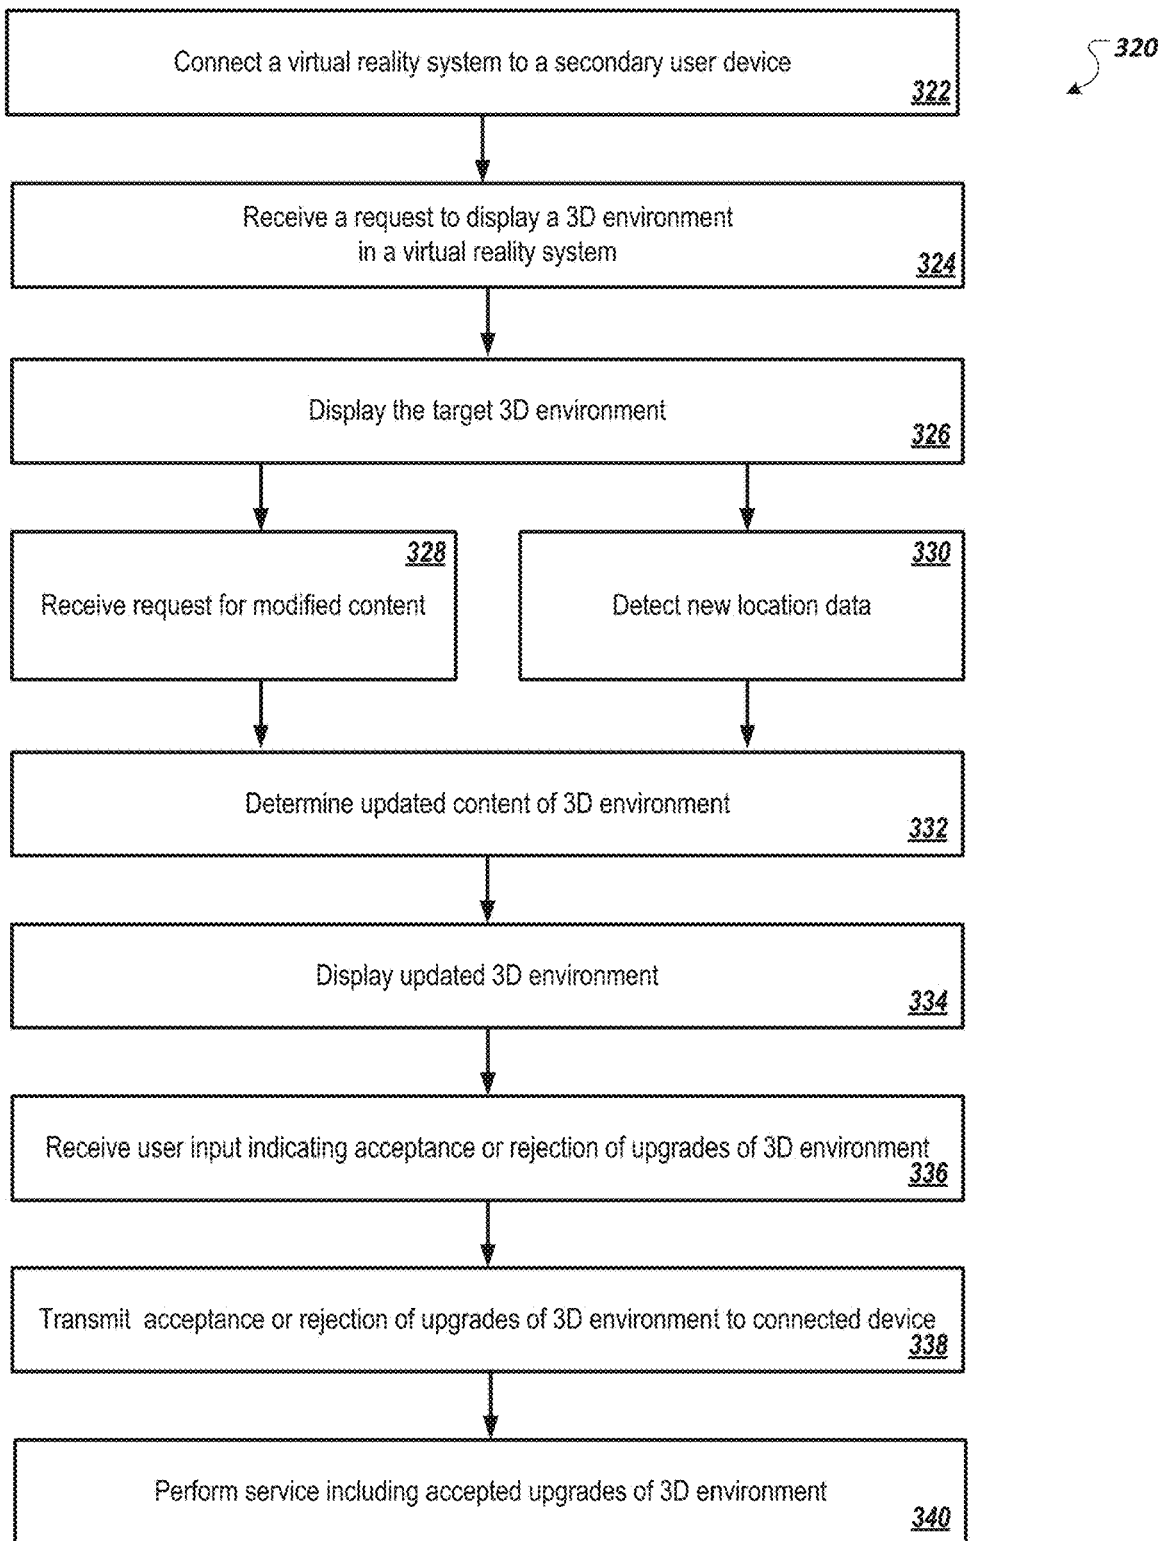 320
Connect a virtual reality system to a secondary user device
322
Receive a request to display a 3D environment
in a virtual reality system
324
Display the target 3D environment
326
328
Receive request for modified content
330
Detect new location data
Determine updated content of 3D environment
332
Display updated 3D environment
334
Receive user input indicating acceptance or rejection of upgrades of 3D environment
336
Transmit acceptance or rejection of upgrades of 3D environment to connected device
338
Perform service including accepted upgrades of 3D environment
340